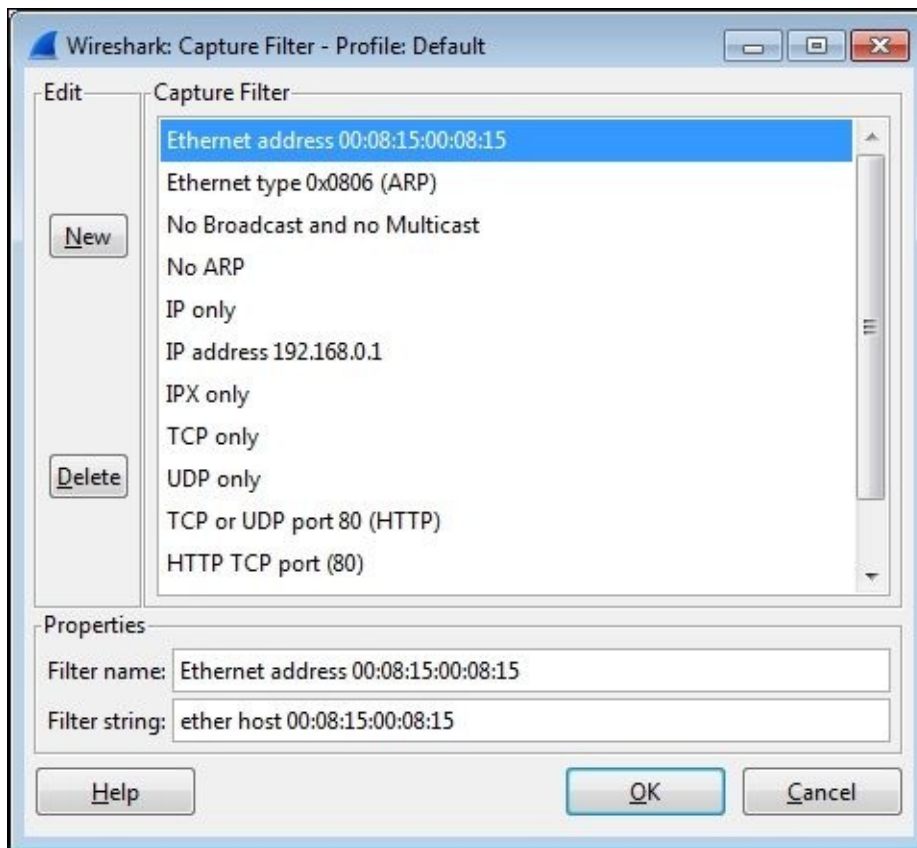 Wireshark: Capture Filter - Profile: Default
Edit
Capture Filter
New
Delete
Ethernet address 00:08:15:00:08:15
Ethernet type 0x0806 (ARP)
No Broadcast and no Multicast
No ARP
IP only
IP address 192.168.0.1
IPX only
TCP only
UDP only
TCP or UDP port 80 (HTTP)
HTTP TCP port (80)
Properties
Filter name: Ethernet address 00:08:15:00:08:15
Filter string: ether host 00:08:15:00:08:15
Help
OK
Cancel